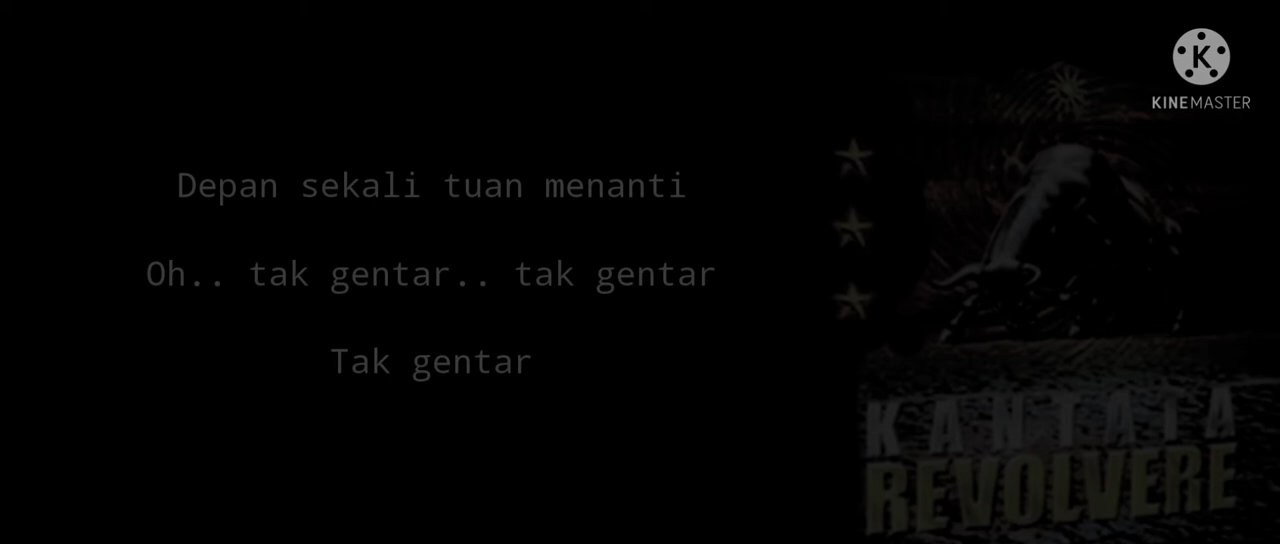 Depan sekali tuan menanti
Oh.. tak gentar.. tak gentar
Tak gentar
K
KINEMASTER
KANTATA
REVOLVERE